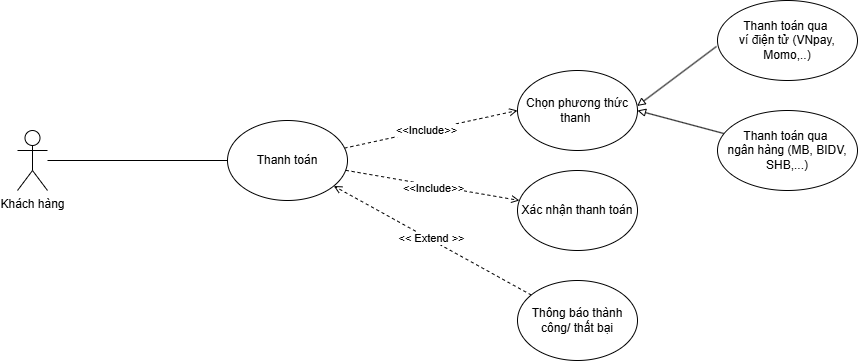 Thanh toán qua
ví điện tử (VNpay,
Momo,..)
Chọn phương thức
thanh
<<Include>>
Thanh toán qua
ngân hàng (MB, BIDV,
SHB,...)
Thanh toán
Khách hàng
<<Include>>
Xác nhận thanh toán
<< Extend >>
Thông báo thành
công/ thất bại